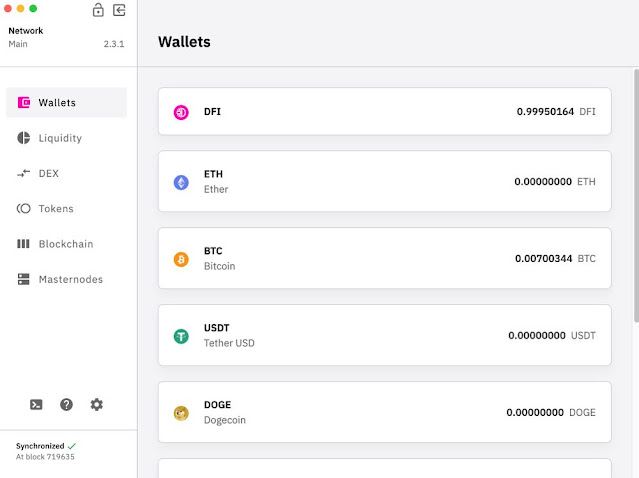 Network
Main 2.3.1
Wallets
Liquidity
DEX
Tokens
Blockchain
Masternodes
Synchronized
At block 719635
Wallets
DFI 0.99950164 DFI
ETH
Ether
0.00000000 ETH
BTC
Bitcoin
0.00700344 BTC
USDT
Tether USD
0.00000000 USDT
DOGE
Dogecoin
0.00000000 DOGE